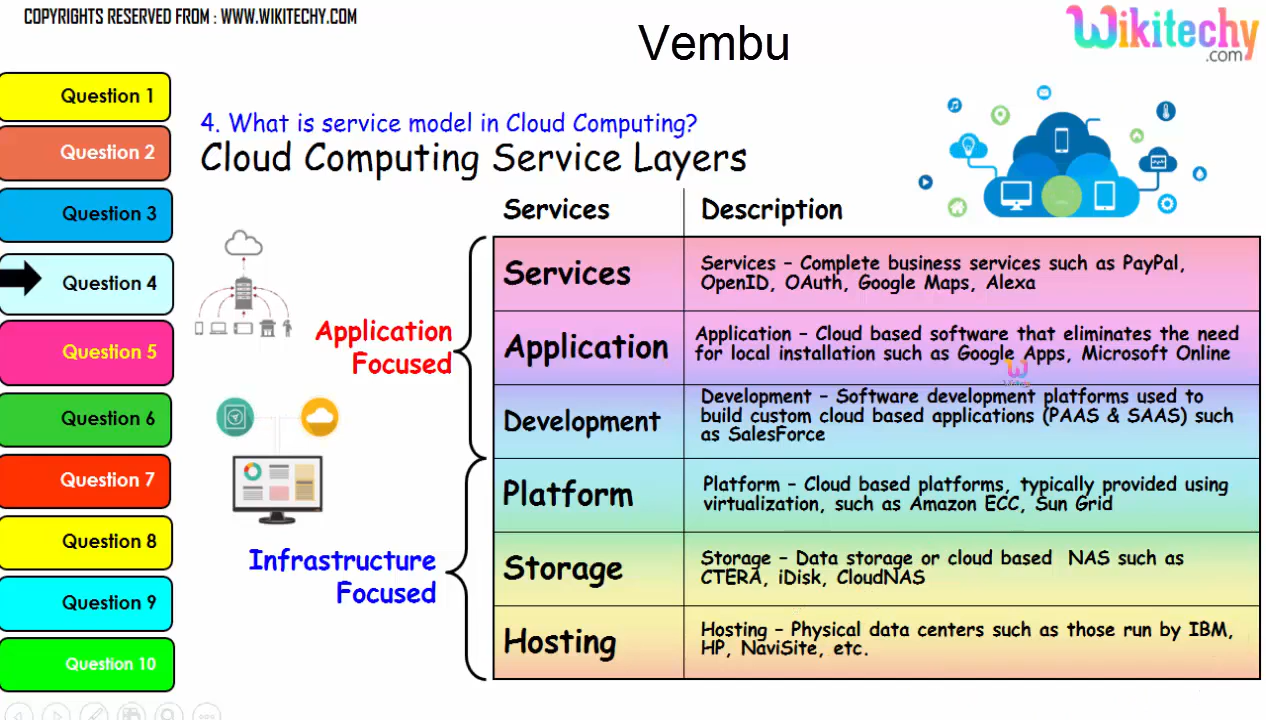 COPYRIGHTS RESERVED FROM : WWW.WIKITECHY.COM
Vembu
Wikitechy
.com
Question 1
Question 2
Question 3
Question 4
Question 5
Question 6
Question 7
Question 8
Question 9
Question 10
4. What is service model in Cloud Computing?
Cloud Computing Service Layers
Services
Description
Application
Focused
Infrastructure
Focused
Services
Services – Complete business services such as PayPal,
OpenID, OAuth, Google Maps, Alexa
Application
Application – Cloud based software that eliminates the need
for local installation such as Google Apps, Microsoft Online
Development
Development – Software development platforms used to
build custom cloud based applications (PAAS & SAAS) such
as SalesForce
Platform
Platform – Cloud based platforms, typically provided using
virtualization, such as Amazon ECC, Sun Grid
Storage
Storage – Data storage or cloud based NAS such as
CTERA, iDisk, CloudNAS
Hosting
Hosting – Physical data centers such as those run by IBM,
HP, NaviSite, etc.